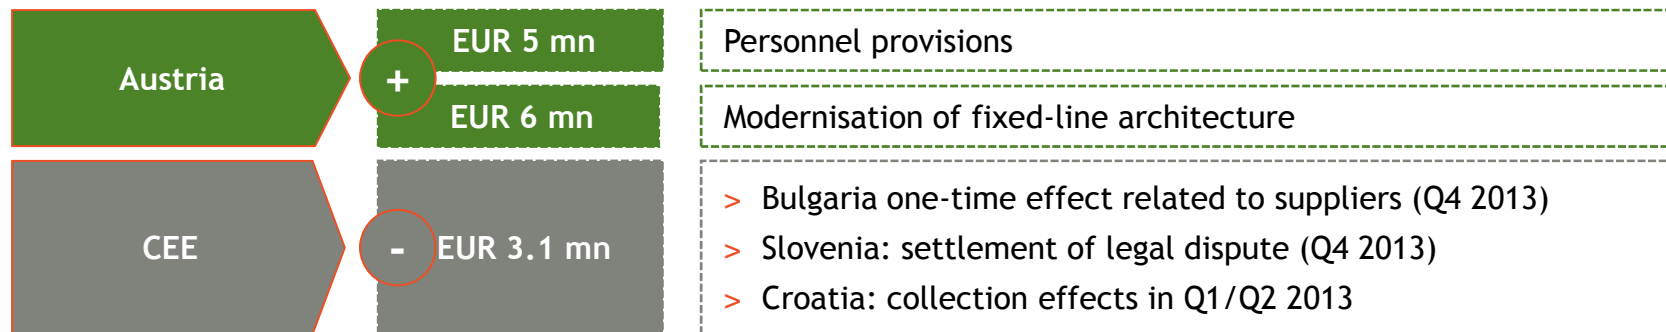 Austria
+
EUR 5 mn
Personnel provisions
EUR 6 mn
Modernisation of fixed-line architecture
CEE
-
EUR 3.1 mn
> Bulgaria one-time effect related to suppliers (Q4 2013)
> Slovenia: settlement of legal dispute (Q4 2013)
> Croatia: collection effects in Q1/Q2 2013